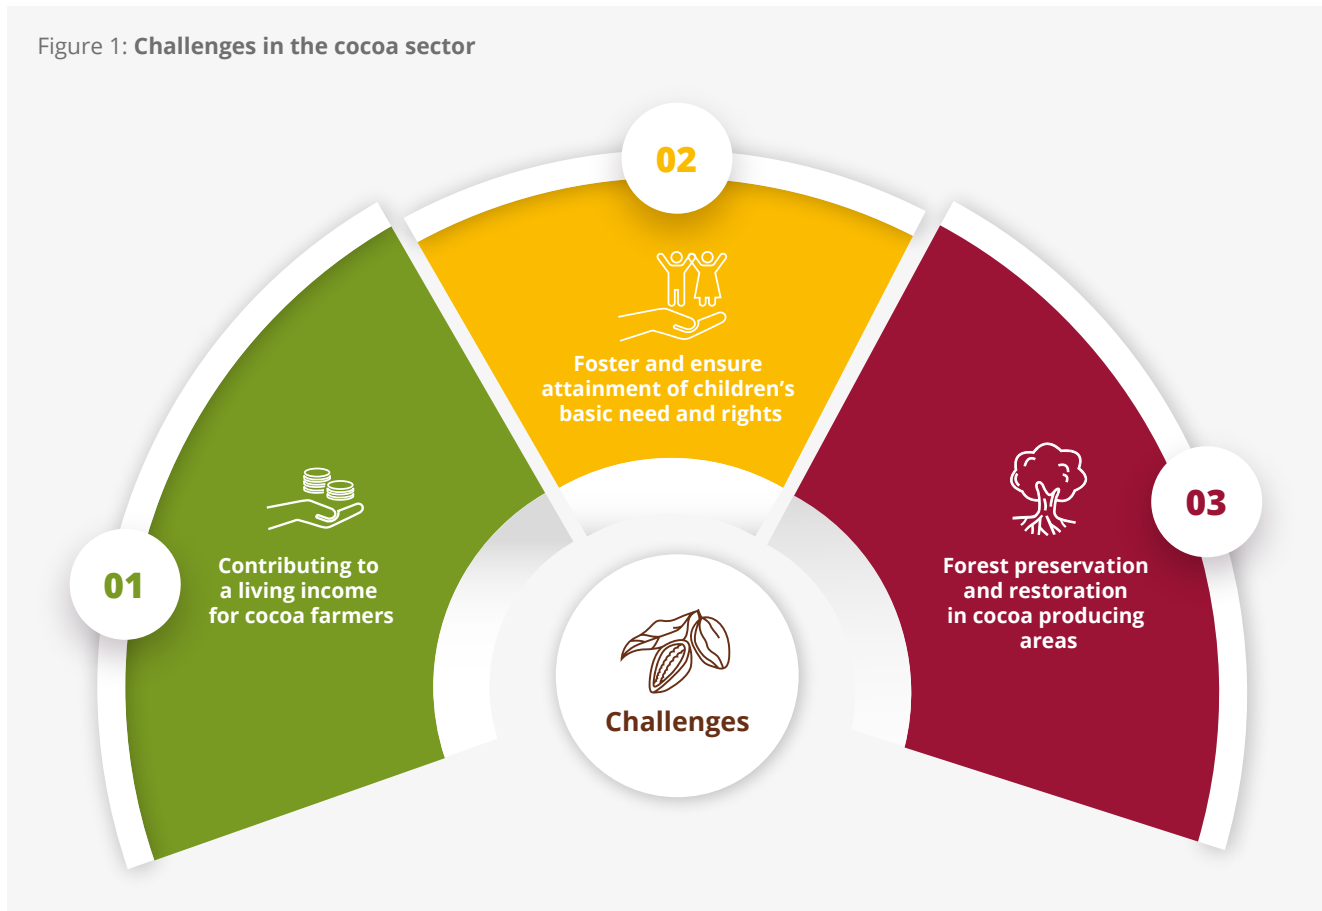 Figure 1: Challenges in the cocoa sector
01
Contributing to
a living income
for cocoa farmers
02
Foster and ensure
attainment of children’s
basic need and rights
03
Forest preservation
and restoration
in cocoa producing
areas
Challenges